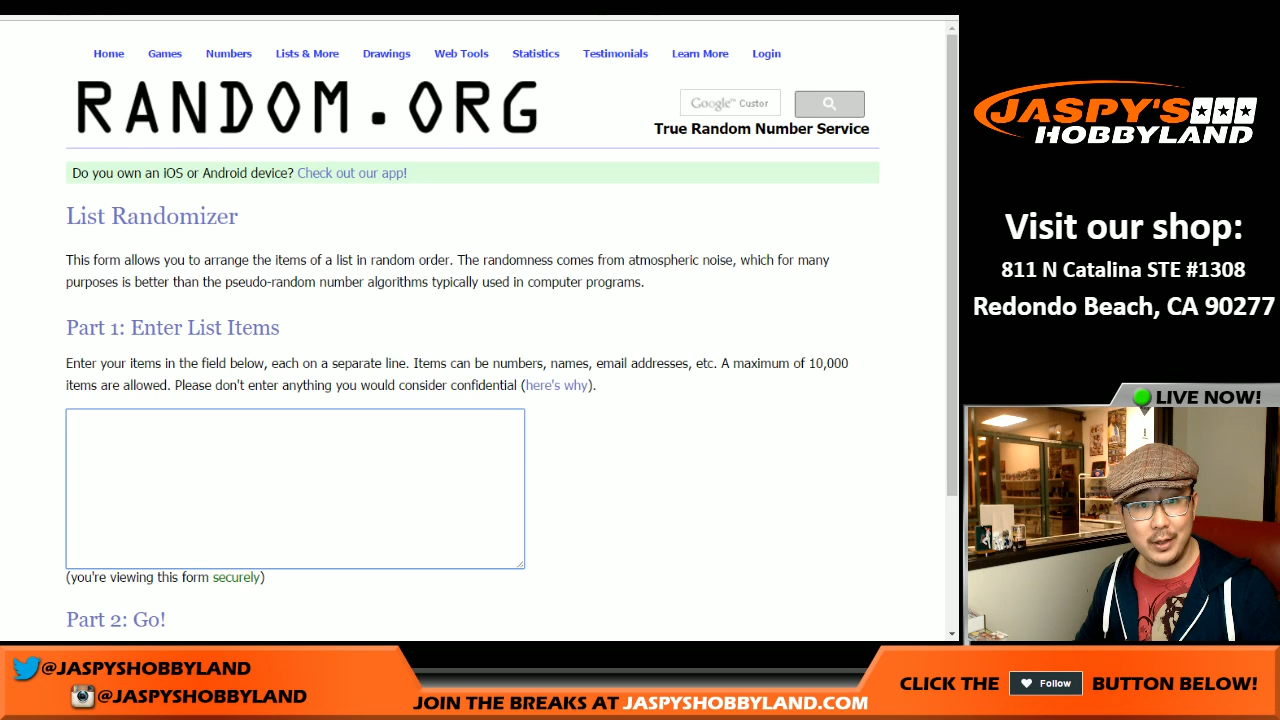 Home Games Numbers Lists & More Drawings Web Tools Statistics Testimonials Learn More Login
RANDOM.ORG
Google™ Custor
True Random Number Service
Do you own an iOS or Android device? Check out our app!
List Randomizer
This form allows you to arrange the items of a list in random order. The randomness comes from atmospheric noise, which for many
purposes is better than the pseudo-random number algorithms typically used in computer programs.
Part 1: Enter List Items
Enter your items in the field below, each on a separate line. Items can be numbers, names, email addresses, etc. A maximum of 10,000
items are allowed. Please don't enter anything you would consider confidential (here's why).
(you're viewing this form securely)
Part 2: Go!
JASPY'S
HOBBYLAND
Visit our shop:
811 N Catalina STE #1308
Redondo Beach, CA 90277
LIVE NOW!
@JASPYSHOBBYLAND
@JASPYSHOBBYLAND
JOIN THE BREAKS AT JASPYSHOBBYLAND.COM
CLICK THE Follow BUTTON BELOW!